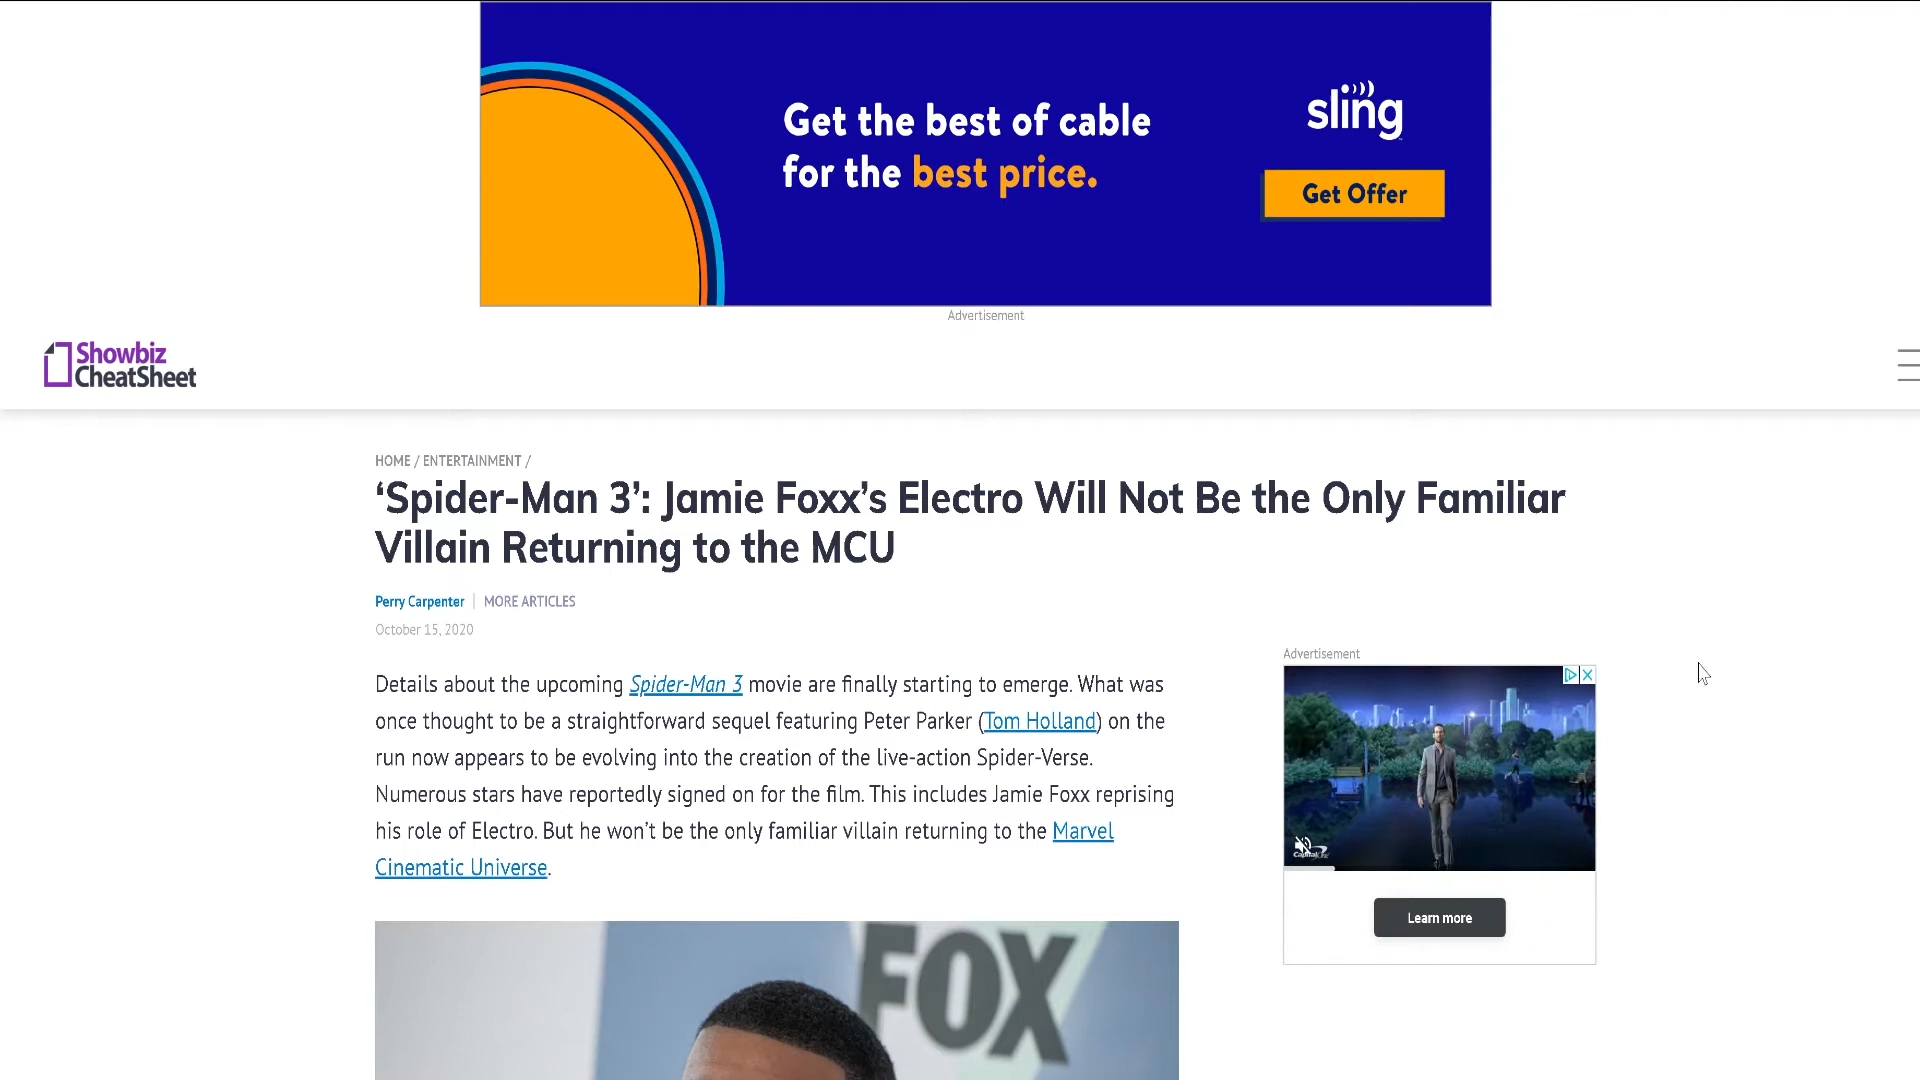 Get the best of cable
for the best price.
sling
Get Offer
Advertisement
Showbiz
CheatSheet
HOME / ENTERTAINMENT /
‘Spider-Man 3’: Jamie Foxx’s Electro Will Not Be the Only Familiar
Villain Returning to the MCU
Perry Carpenter | MORE ARTICLES
October 15, 2020
Details about the upcoming Spider-Man 3 movie are finally starting to emerge. What was
once thought to be a straightforward sequel featuring Peter Parker (Tom Holland) on the
run now appears to be evolving into the creation of the live-action Spider-Verse.
Numerous stars have reportedly signed on for the film. This includes Jamie Foxx reprising
his role of Electro. But he won’t be the only familiar villain returning to the Marvel
Cinematic Universe.
Advertisement
Capital One
Learn more
FOX